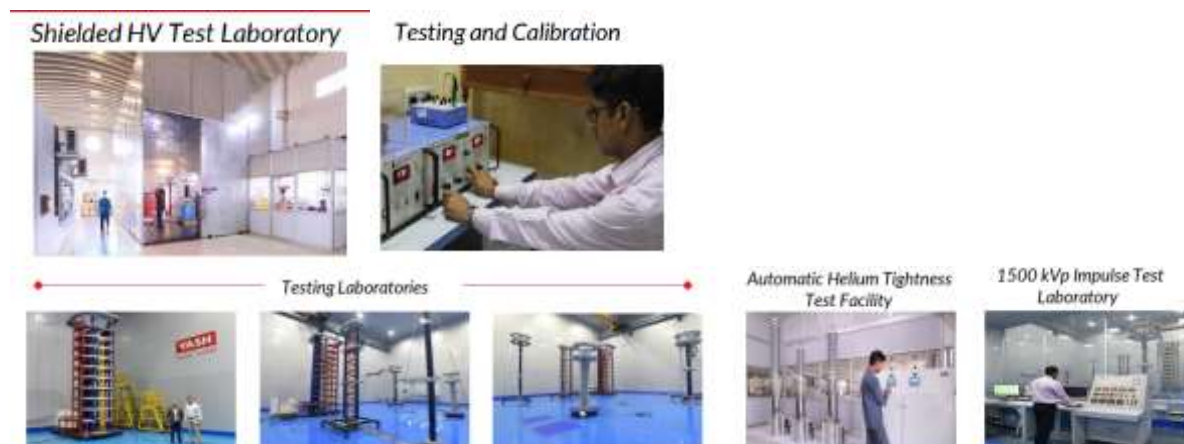 Shielded HV Test Laboratory
Testing and Calibration
Testing Laboratories
Automatic Helium Tightness
Test Facility
1500 kVp Impulse Test
Laboratory
YASH